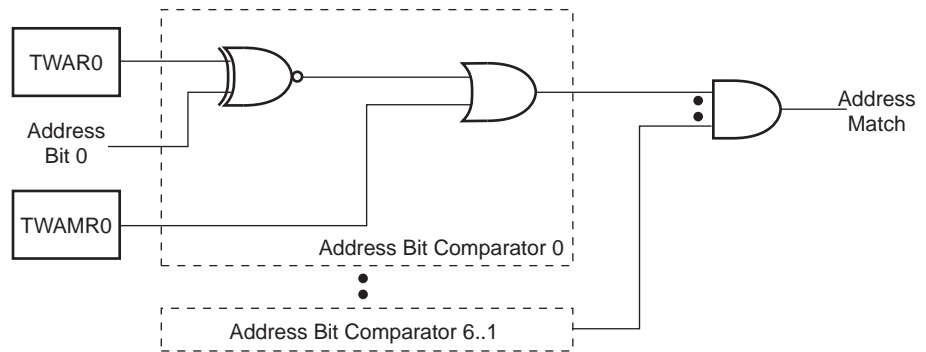 TWAR0
Address
Bit 0
TWAMR0
Address Bit Comparator 0
Address Bit Comparator 6..1
Address
Match